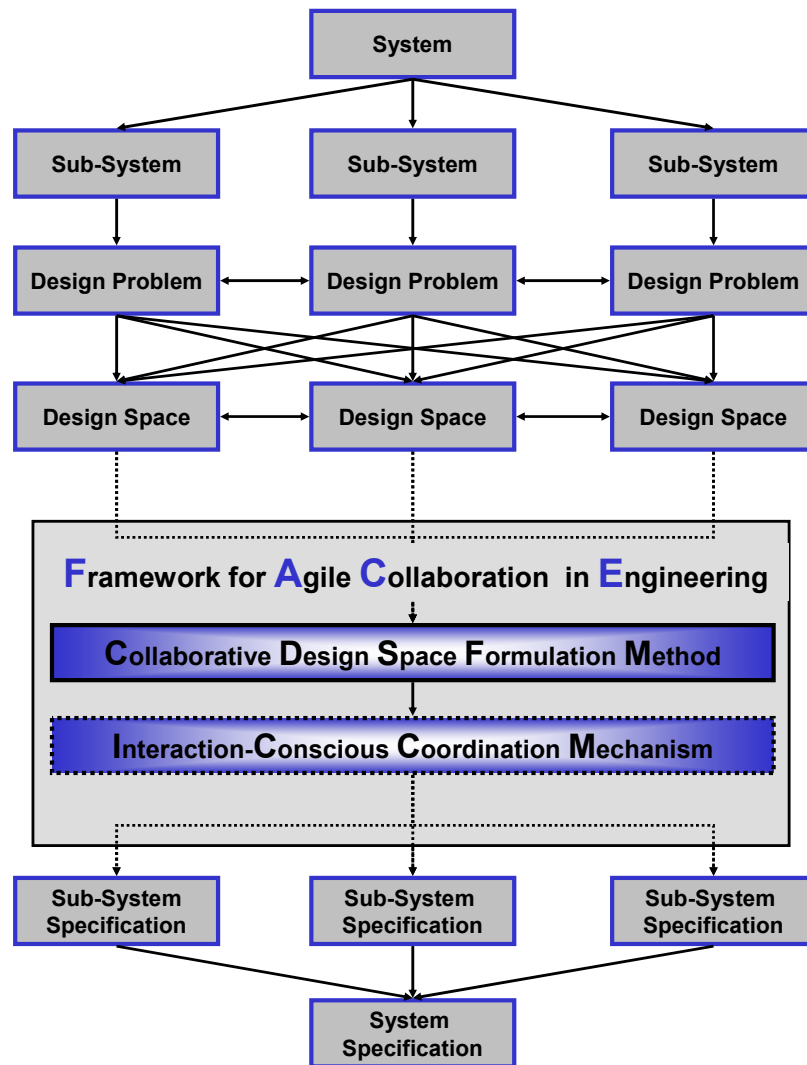 System
Sub-System
Sub-System
Sub-System
Design Problem
Design Problem
Design Problem
Design Space
Design Space
Design Space
Framework for Agile Collaboration in Engineering
Collaborative Design Space Formulation Method
Interaction-Conscious Coordination Mechanism
Sub-System
Specification
Sub-System
Specification
Sub-System
Specification
System
Specification